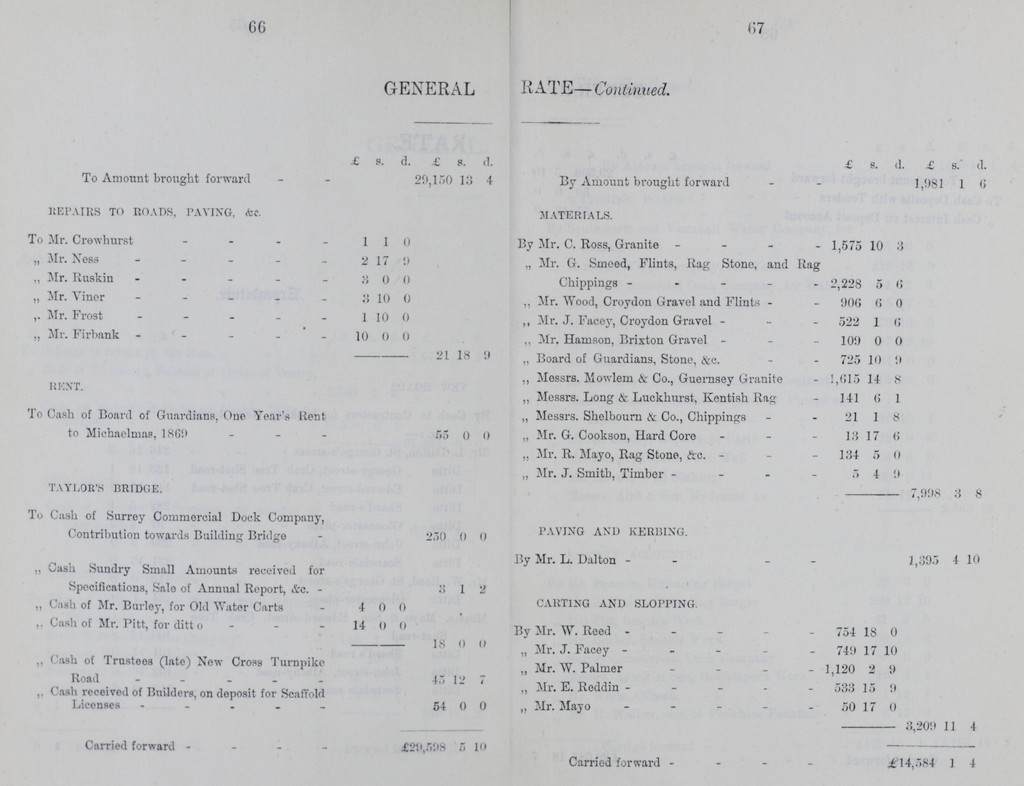 66
GENERAL
£ s. d. £ s. d.
To Amount brought forward - - 29,150 13 4
REPAIRS TO ROADS, PAVING, &c.
To Mr. Crowhurst - - - - 1 1 0
„ Mr. Ness - - - - - 2 17 9
„ Mr. Ruskin - - - - - 3 0 0
„ Mr. Viner - - - - - 3 10 0
„ Mr. Frost - - - - - 1 10 0
„ Mr. Firbank - - - - - 10 0 0
21 18 9
RENT.
To Cash of Board of Guardians, One Year's Rent
to Michaelmas, 1869 - - - 55 0 0
TAYLOR'S BRIDGE.
To Cash of Surrey Commercial Dock Company,
Contribution towards Building Bridge - 250 0 0
„ Cash Sundry Small Amounts received for
Specifications, Sale of Annual Report, &c. - 3 1 2
„ Cash of Mr. Burley, for Old Water Carts - 4 0 0
„ Cash of Mr. Pitt, for ditto - - 14 0 0
18 0 0
„ Cash of Trustees (late) New Cross Turnpike
Road - - - - - 45 12 7
„ Cash received of Builders, on deposit for Scaffold
Licenses - - - - - 54 0 0
Carried forward - - - - £29,598 5 10
67
RATE—Continued.
£ s. d. £ s. d.
By Amount brought forward - - 1,981 1 6
MATERIALS.
By Mr. C. Ross, Granite - - - - 1,575 10 3
„ Mr. G. Smeed, Flints, Rag Stone, and Rag
Chippings - - - - - 2,228 5 6
„ Mr. Wood, Croydon Gravel and Flints - - 906 6 0
„ Mr. J. Facey, Croydon Gravel - - - 522 1 6
„ Mr. Hamson, Brixton Gravel - - - 109 0 0
„ Board of Guardians, Stone, &c. - - 725 10 9
„ Messrs. Mowlem & Co., Guernsey Granite - 1,615 14 8
„ Messrs. Long & Luckhurst, Kentish Rag - 141 6 1
„ Messrs. Shelbourn & Co., Chippings - - 21 1 8
„ Mr. G. Cookson, Hard Core - - - 13 17 6
„ Mr. R. Mayo, Rag Stone, &c. - - - 134 5 0
„ Mr. J. Smith, Timber - - - - 5 4 9
7,998 3 8
PAVING AND KERBING.
By Mr. L. Dalton - - - - 1,395 4 10
CARTING AND SLOPPING.
By Mr. W. Reed - - - - - 754 18 0
„ Mr. J. Facey - - - - - 749 17 10
„ Mr. W. Palmer - - - - 1,120 2 9
„ Mr. E. Reddin - - - - - 533 15 9
„ Mr. Mayo - - - - - 50 17 0
3,209 11 4
Carried forward - - - - £14,584 1 4